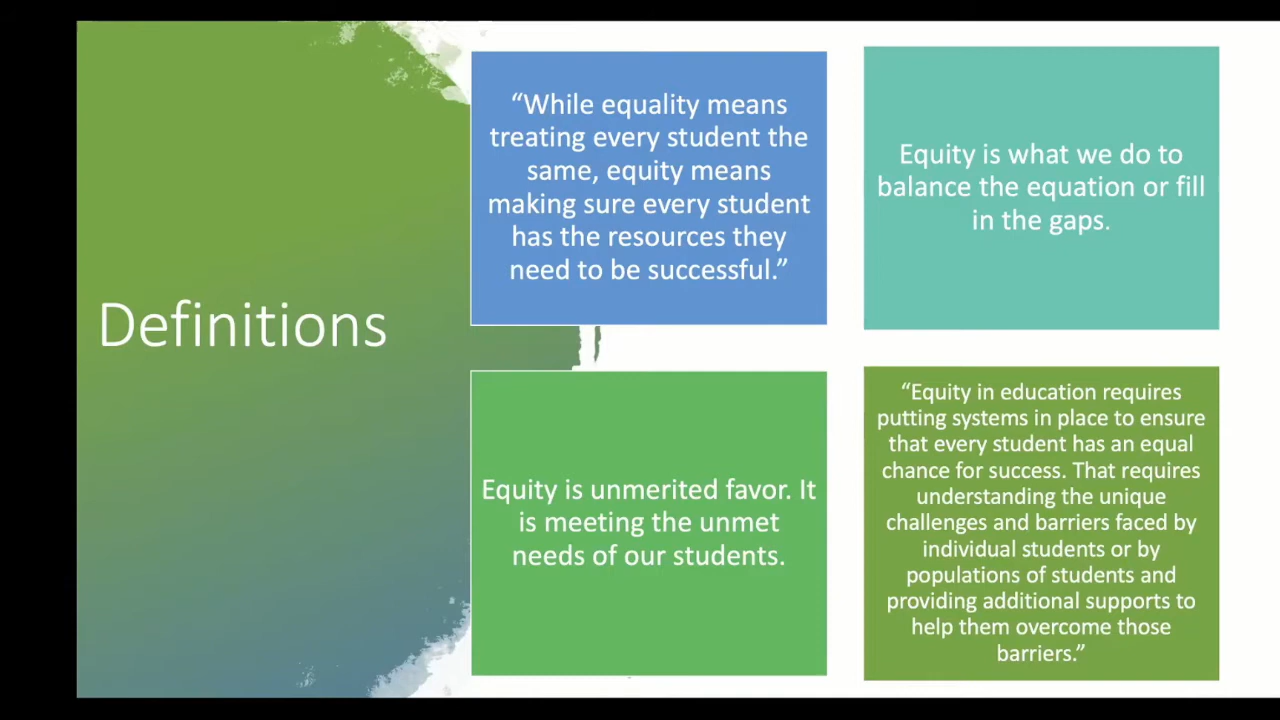 Definitions
“While equality means
treating every student the
same, equity means
making sure every student
has the resources they
need to be successful.”
Equity is what we do to
balance the equation or fill
in the gaps.
Equity is unmerited favor. It
is meeting the unmet
needs of our students.
“Equity in education requires
putting systems in place to ensure
that every student has an equal
chance for success. That requires
understanding the unique
challenges and barriers faced by
individual students or by
populations of students and
providing additional supports to
help them overcome those
barriers.”